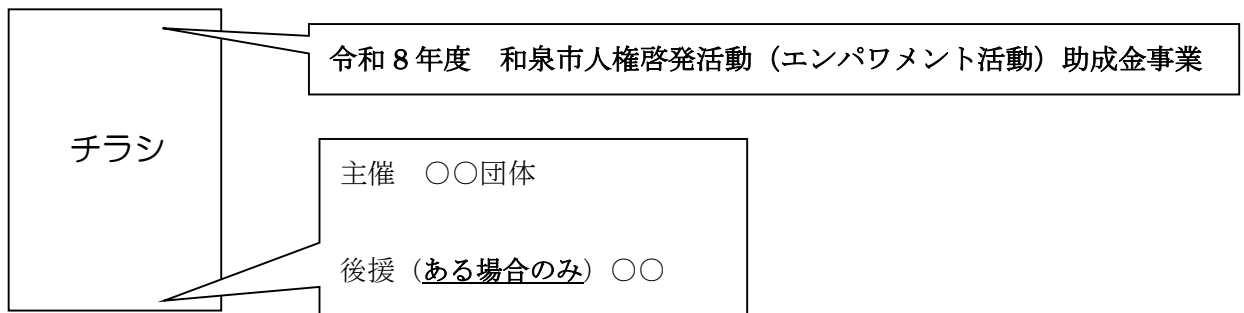 令和８年度　和泉市人権啓発活動（エンパワメント活動）助成金事業
チラシ
主催　○○団体
後援（ある場合のみ）○○